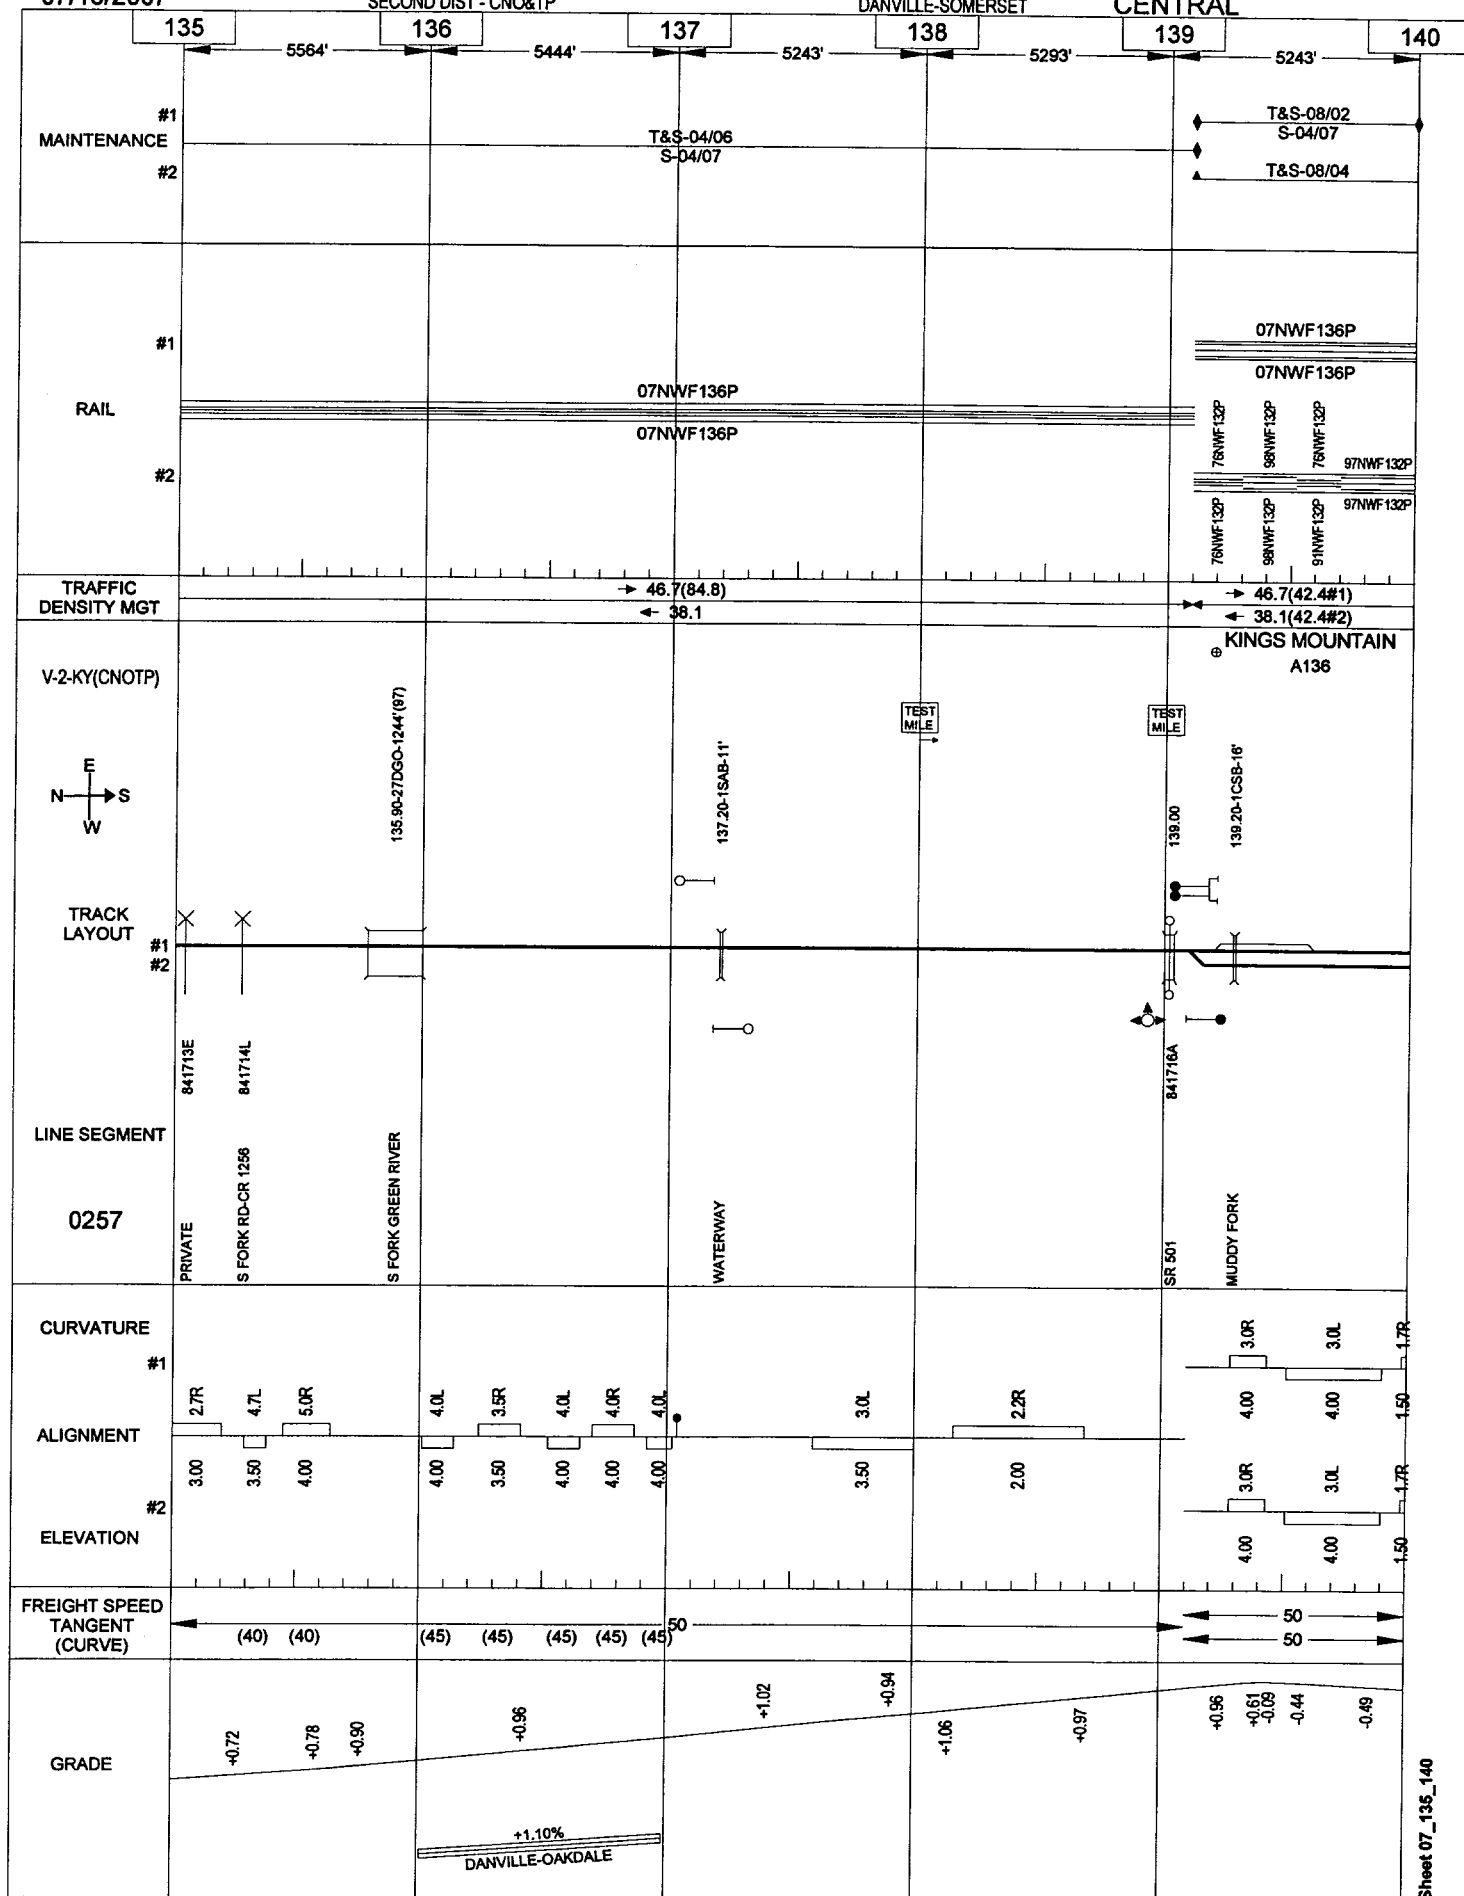 SECOND DIST - CNO&TP
DANVILLE-SOMERSET
CENTRAL
135 136 137 138 139 140
5564' 5444' 5243' 5293' 5243'
MAINTENANCE
#1
#2
T&S-04/06
S-04/07
T&S-08/02
S-04/07
T&S-08/04
RAIL
#1
#2
07NWF136P
07NWF136P
07NWF136P
07NWF136P
76NWF132P
98NWF132P
76NWF132P
97NWF132P
76NWF132P
98NWF132P
91NWF132P
97NWF132P
TRAFFIC
DENSITY MGT
46.7(84.8)
38.1
46.7(42.4#1)
38.1(42.4#2)
KINGS MOUNTAIN
A136
V-2-KY(CNOTP)
E
N S
W
135.90-27DGO-1244'(97)
137.20-1SAB-11'
TEST
MILE
TEST
MILE
139.00
139.20-1CSB-16'
TRACK
LAYOUT
#1
#2
841713E
841714L
841716A
LINE SEGMENT
0257
PRIVATE
S FORK RD-CR 1256
S FORK GREEN RIVER
WATERWAY
SR 501
MUDDY FORK
CURVATURE
#1
ALIGNMENT
#2
ELEVATION
2.7R 4.7L 5.0R 4.0L 3.5R 4.0L 4.0R 4.0L 3.0L 2.2R
3.00 3.50 4.00 4.00 3.50 4.00 4.00 4.00 3.50 2.00
3.0R 3.0L 1.7R
4.00 4.00 1.50
3.0R 3.0L 1.7R
4.00 4.00 1.50
FREIGHT SPEED
TANGENT
(CURVE)
50
(40) (40) (45) (45) (45) (45) (45)
50
50
GRADE
+0.72 +0.78 +0.90 +0.96 +1.02 +0.94 +1.06 +0.97 +0.96 +0.61 -0.09 -0.44 -0.49
+1.10%
DANVILLE-OAKDALE
Sheet 07_135_140